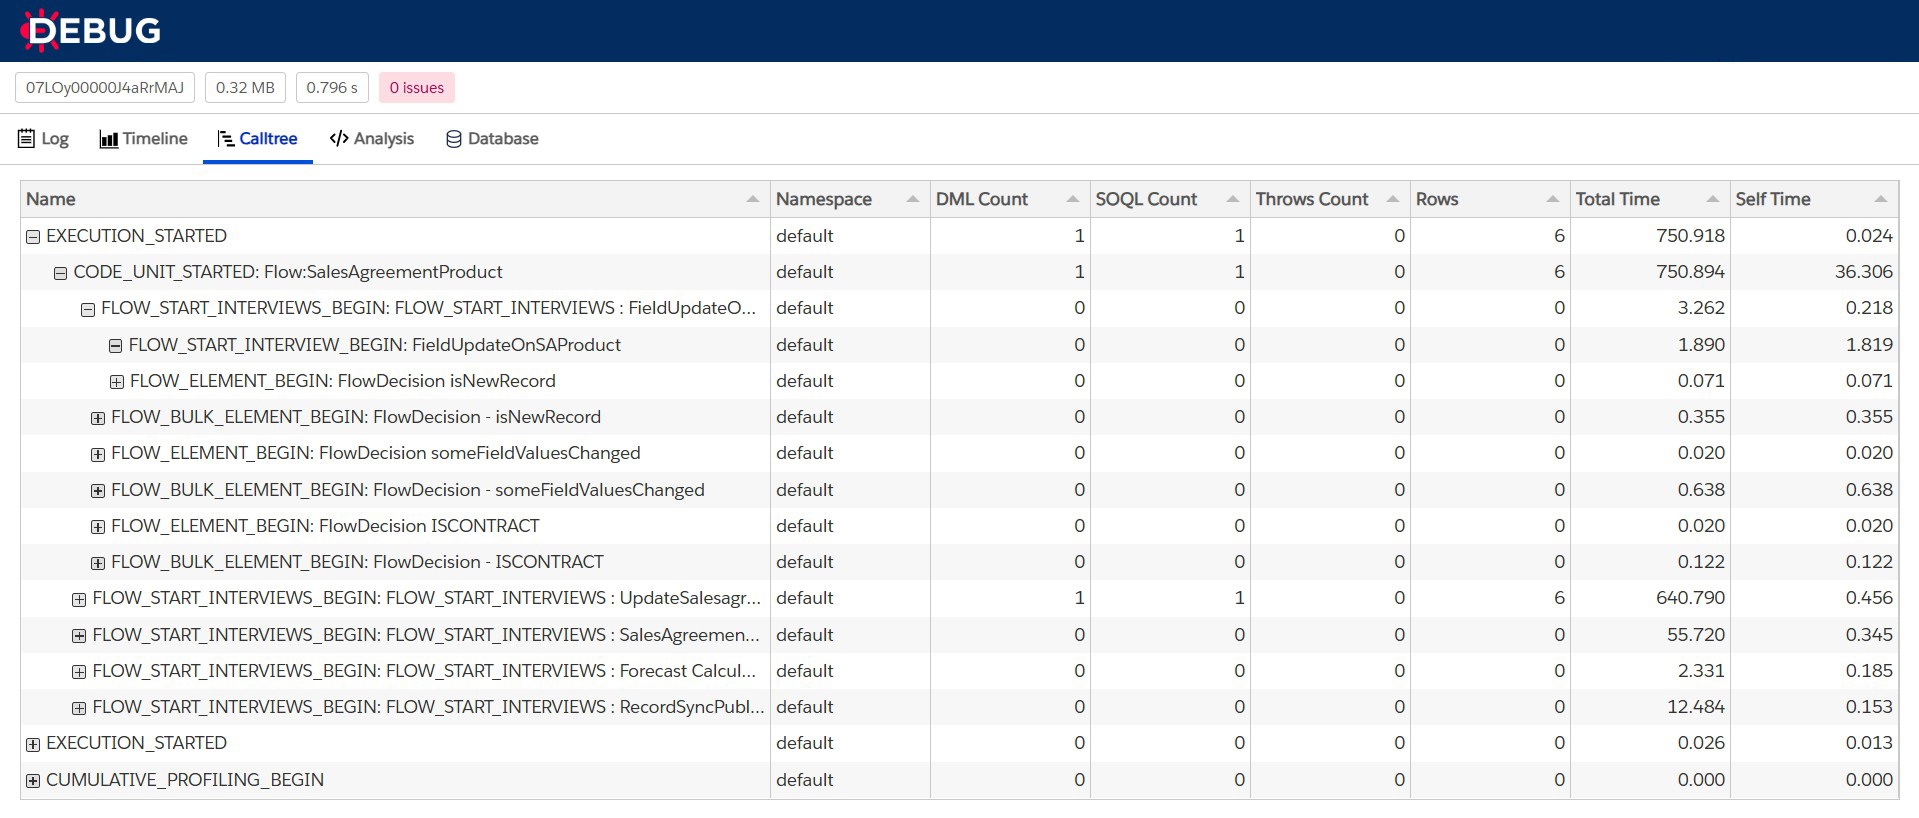 DEBUG
07LOy00000J4aRrMAJ 0.32 MB 0.796 s 0 issues
Log Timeline Calltree Analysis Database
Name Namespace DML Count SOQL Count Throws Count Rows Total Time Self Time
EXECUTION_STARTED default 1 1 0 6 750.918 0.024
CODE_UNIT_STARTED: Flow:SalesAgreementProduct default 1 1 0 6 750.894 36.306
FLOW_START_INTERVIEWS_BEGIN: FLOW_START_INTERVIEWS : FieldUpdateO... default 0 0 0 0 3.262 0.218
FLOW_START_INTERVIEW_BEGIN: FieldUpdateOnSAProduct default 0 0 0 0 1.890 1.819
FLOW_ELEMENT_BEGIN: FlowDecision isNewRecord default 0 0 0 0 0.071 0.071
FLOW_BULK_ELEMENT_BEGIN: FlowDecision - isNewRecord default 0 0 0 0 0.355 0.355
FLOW_ELEMENT_BEGIN: FlowDecision someFieldValuesChanged default 0 0 0 0 0.020 0.020
FLOW_BULK_ELEMENT_BEGIN: FlowDecision - someFieldValuesChanged default 0 0 0 0 0.638 0.638
FLOW_ELEMENT_BEGIN: FlowDecision ISCONTRACT default 0 0 0 0 0.020 0.020
FLOW_BULK_ELEMENT_BEGIN: FlowDecision - ISCONTRACT default 0 0 0 0 0.122 0.122
FLOW_START_INTERVIEWS_BEGIN: FLOW_START_INTERVIEWS : UpdateSalesagr... default 1 1 0 6 640.790 0.456
FLOW_START_INTERVIEWS_BEGIN: FLOW_START_INTERVIEWS : SalesAgreemen... default 0 0 0 0 55.720 0.345
FLOW_START_INTERVIEWS_BEGIN: FLOW_START_INTERVIEWS : Forecast Calcul... default 0 0 0 0 2.331 0.185
FLOW_START_INTERVIEWS_BEGIN: FLOW_START_INTERVIEWS : RecordSyncPubl... default 0 0 0 0 12.484 0.153
EXECUTION_STARTED default 0 0 0 0 0.026 0.013
CUMULATIVE_PROFILING_BEGIN default 0 0 0 0 0.000 0.000